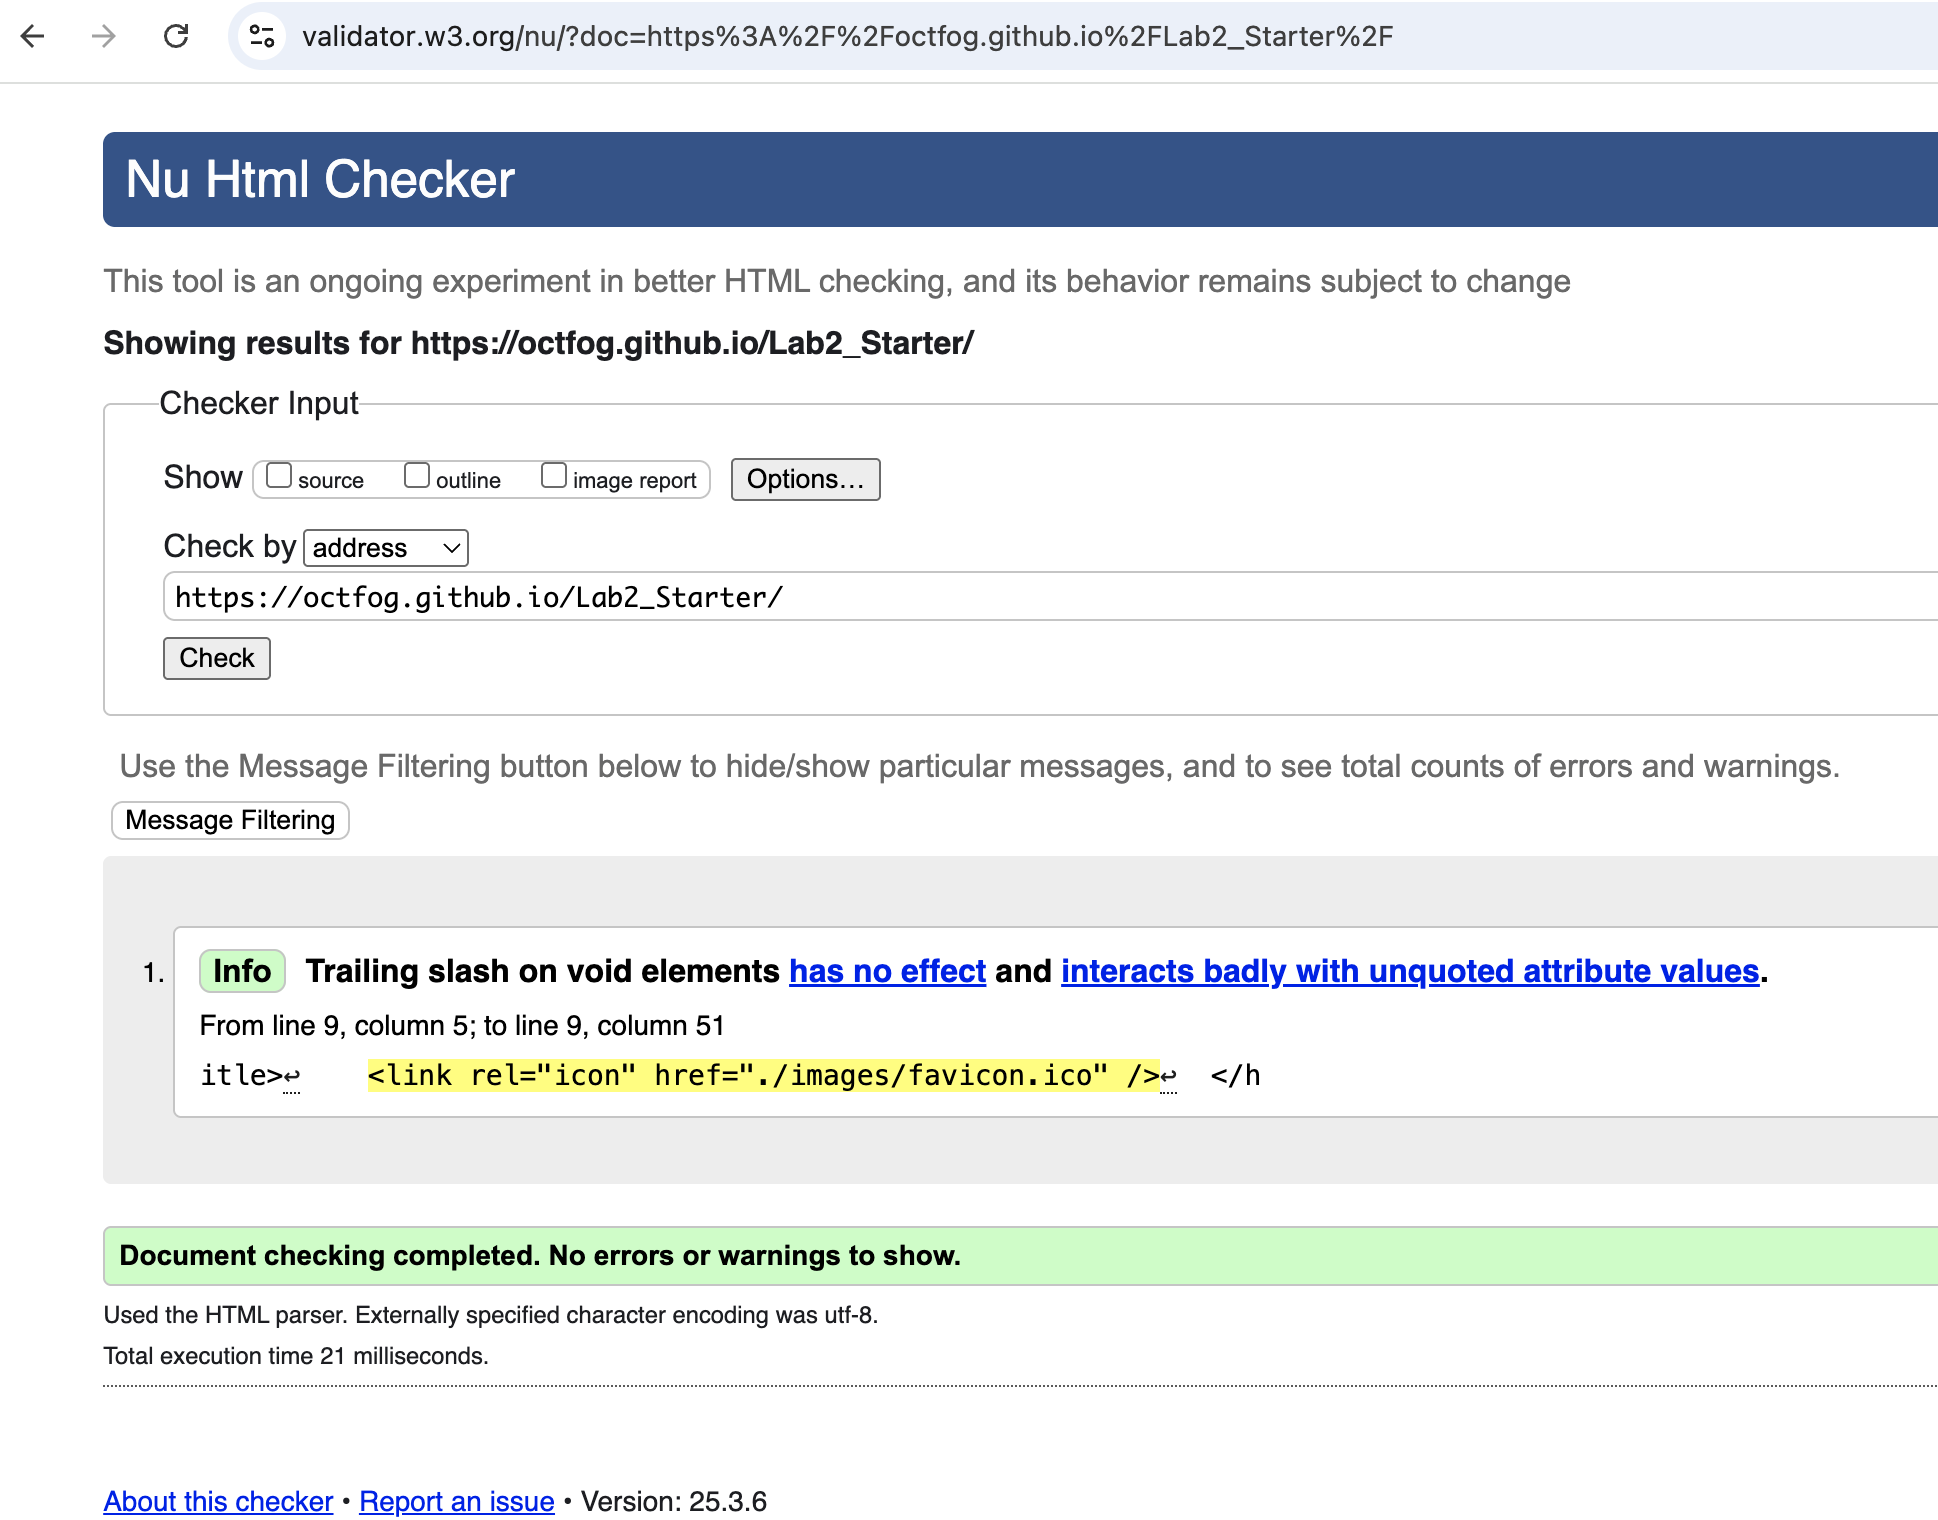 validator.w3.org/nu/?doc=https%3A%2F%2Foctfog.github.io%2FLab2_Starter%2F
Nu Html Checker
This tool is an ongoing experiment in better HTML checking, and its behavior remains subject to change
Showing results for https://octfog.github.io/Lab2_Starter/
Checker Input
Show source outline image report Options...
Check by address
https://octfog.github.io/Lab2_Starter/
Check
Use the Message Filtering button below to hide/show particular messages, and to see total counts of errors and warnings.
Message Filtering
1. Info Trailing slash on void elements has no effect and interacts badly with unquoted attribute values.
From line 9, column 5; to line 9, column 51
itle>↩    <link rel="icon" href="./images/favicon.ico" />↩  </h
Document checking completed. No errors or warnings to show.
Used the HTML parser. Externally specified character encoding was utf-8.
Total execution time 21 milliseconds.
About this checker • Report an issue • Version: 25.3.6